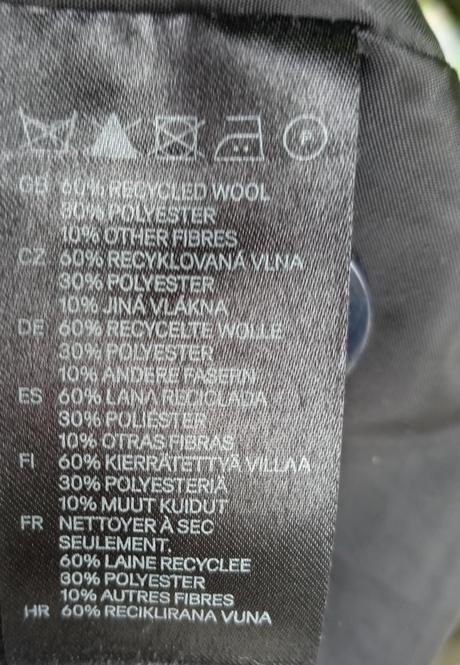 P
GB 60% RECYCLED WOOL
30% POLYESTER
10% OTHER FIBRES
CZ 60% RECYKLOVANÁ VLNA
30% POLYESTER
10% JINÁ VLÁKNA
DE 60% RECYCELTE WOLLE
30% POLYESTER
10% ANDERE FASERN
ES 60% LANA RECICLADA
30% POLIÉSTER
10% OTRAS FIBRAS
FI 60% KIERRÄTETTYÄ VILLAA
30% POLYESTERIÄ
10% MUUT KUIDUT
FR NETTOYER À SEC
SEULEMENT.
60% LAINE RECYCLEE
30% POLYESTER
10% AUTRES FIBRES
HR 60% RECIKLIRANA VUNA